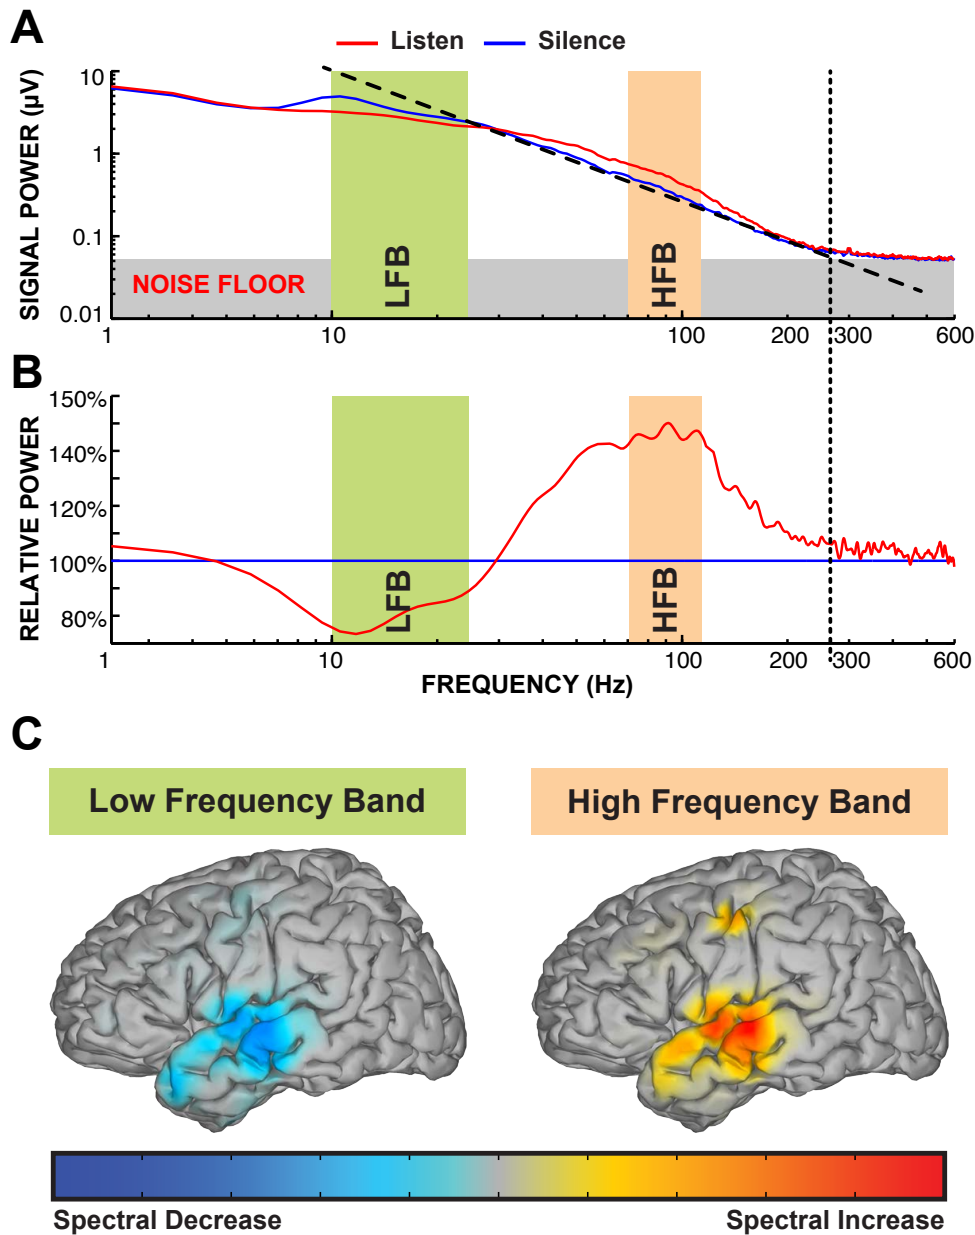 A
Listen Silence
SIGNAL POWER (µV)
10
1
0.1
0.01
NOISE FLOOR
LFB
HFB
1 10 100 200 300 600
B
RELATIVE POWER
150%
140%
120%
100%
80%
LFB
HFB
1 10 100 200 300 600
FREQUENCY (Hz)
C
Low Frequency Band
High Frequency Band
Spectral Decrease
Spectral Increase